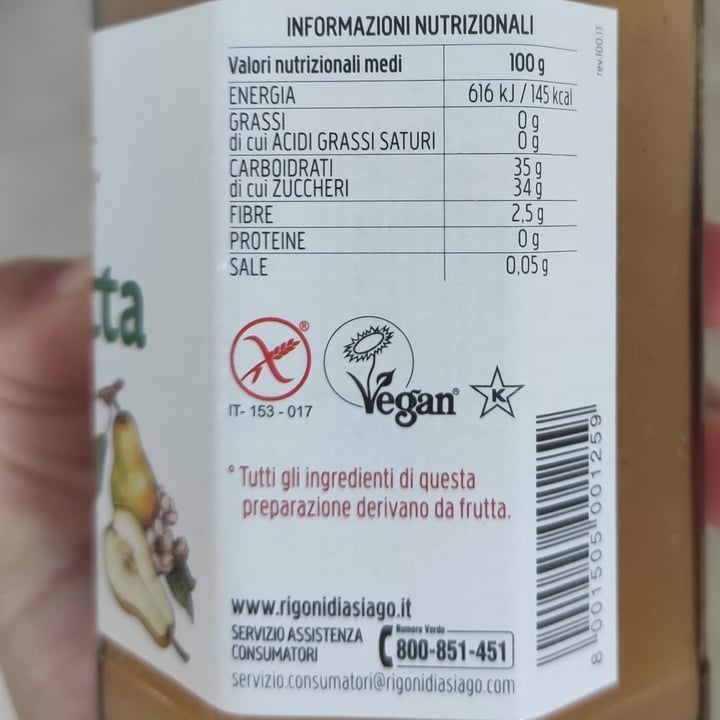 INFORMAZIONI NUTRIZIONALI
Valori nutrizionali medi 100 g
ENERGIA 616 kJ / 145 kcal
GRASSI 0 g
di cui ACIDI GRASSI SATURI 0 g
CARBOIDRATI 35 g
di cui ZUCCHERI 34 g
FIBRE 2,5 g
PROTEINE 0 g
SALE 0,05 g
rev.100.IT
tta
®
IT- 153 - 017
Vegan®
K
° Tutti gli ingredienti di questa
preparazione derivano da frutta.
8 001505 001259
www.rigonidiasiago.it
SERVIZIO ASSISTENZA
CONSUMATORI
Numero Verde
800-851-451
servizio.consumatori@rigonidiasiago.com